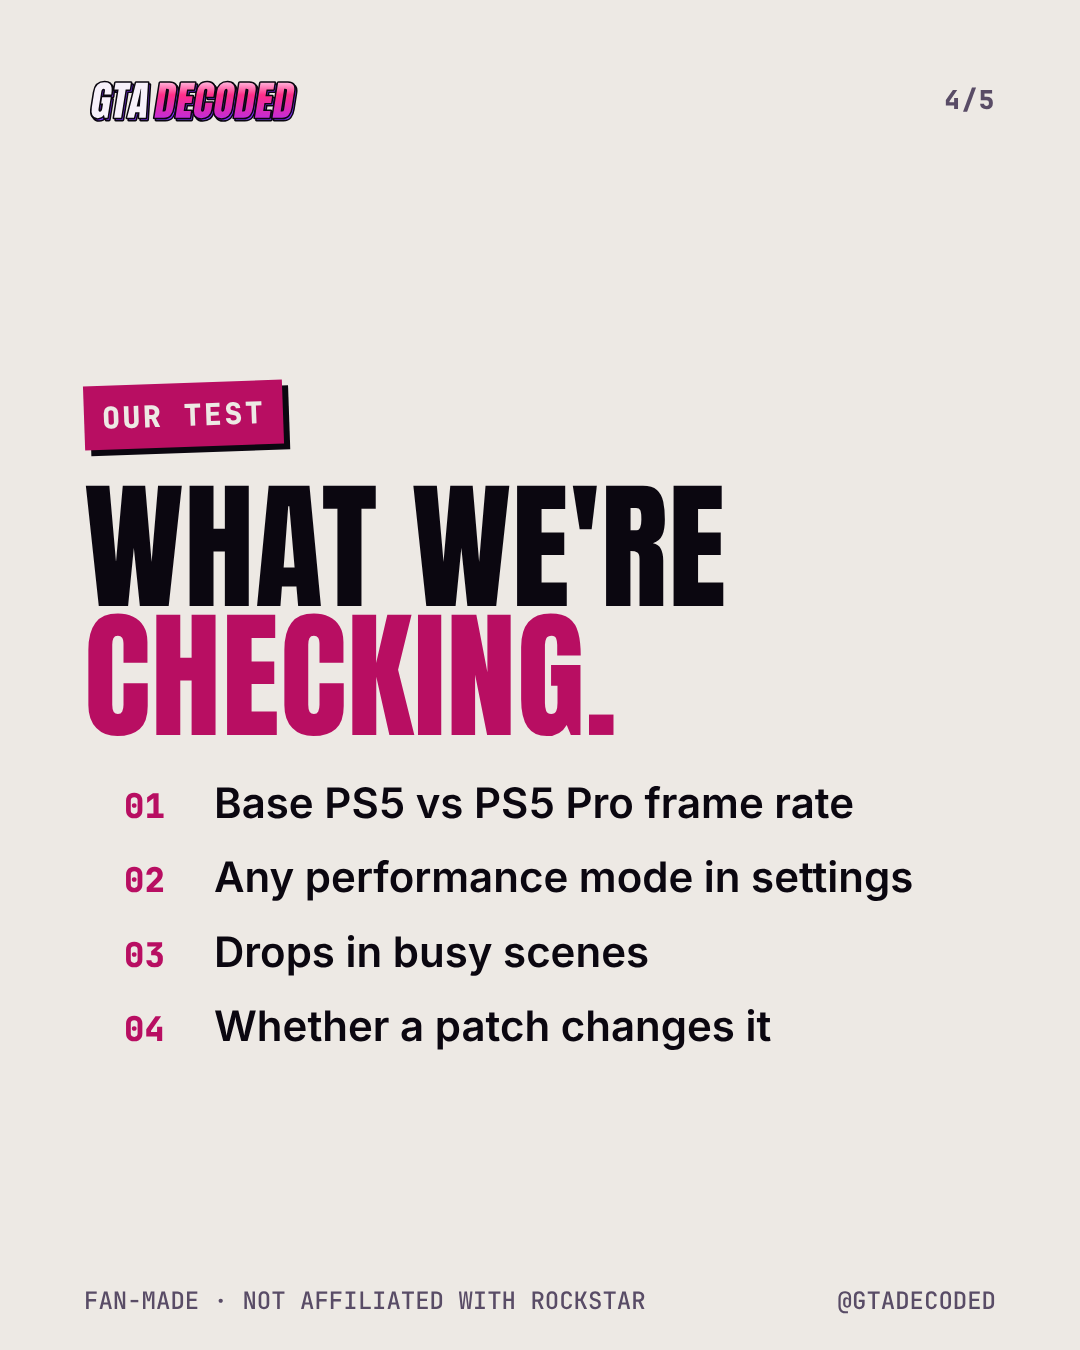 GTA DECODED
4/5
OUR TEST
WHAT WE'RE
CHECKING.
01 Base PS5 vs PS5 Pro frame rate
02 Any performance mode in settings
03 Drops in busy scenes
04 Whether a patch changes it
FAN-MADE · NOT AFFILIATED WITH ROCKSTAR
@GTADECODED